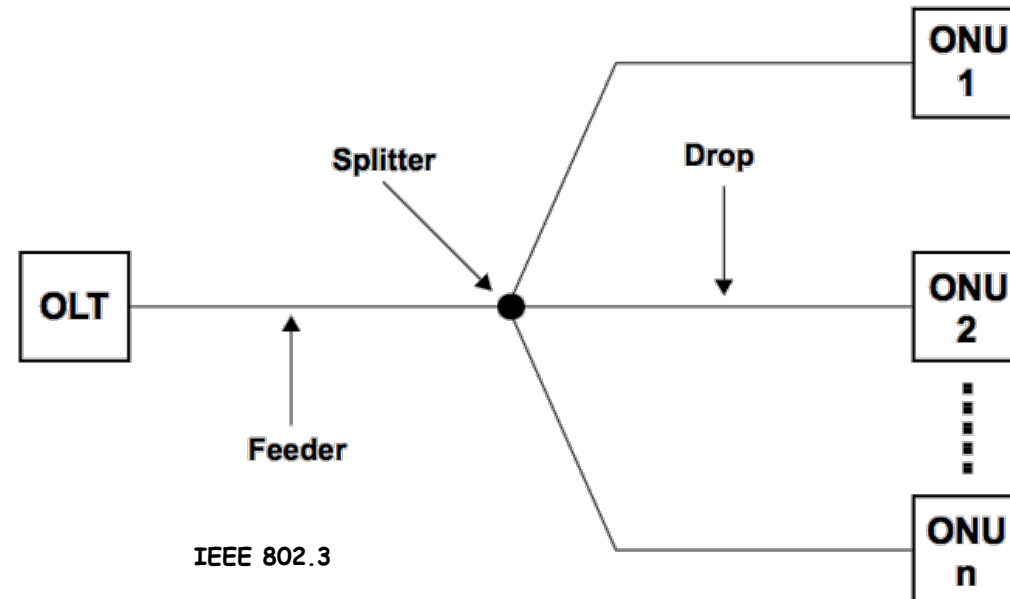 ONU
1
Splitter
Drop
OLT
ONU
2
Feeder
ONU
n
IEEE 802.3